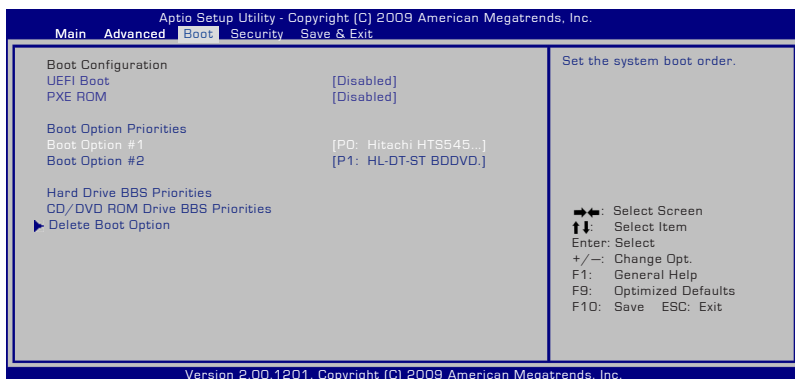 Aptio Setup Utility - Copyright (C) 2009 American Megatrends, Inc.
Main Advanced Boot Security Save & Exit
Boot Configuration
UEFI Boot [Disabled]
PXE ROM [Disabled]
Boot Option Priorities
Boot Option #1 [P0: Hitachi HTS545...]
Boot Option #2 [P1: HL-DT-ST BDDVD.]
Hard Drive BBS Priorities
CD/DVD ROM Drive BBS Priorities
Delete Boot Option
Set the system boot order.
→←: Select Screen
↑↓: Select Item
Enter: Select
+/—: Change Opt.
F1: General Help
F9: Optimized Defaults
F10: Save ESC: Exit
Version 2.00.1201. Copyright (C) 2009 American Megatrends, Inc.